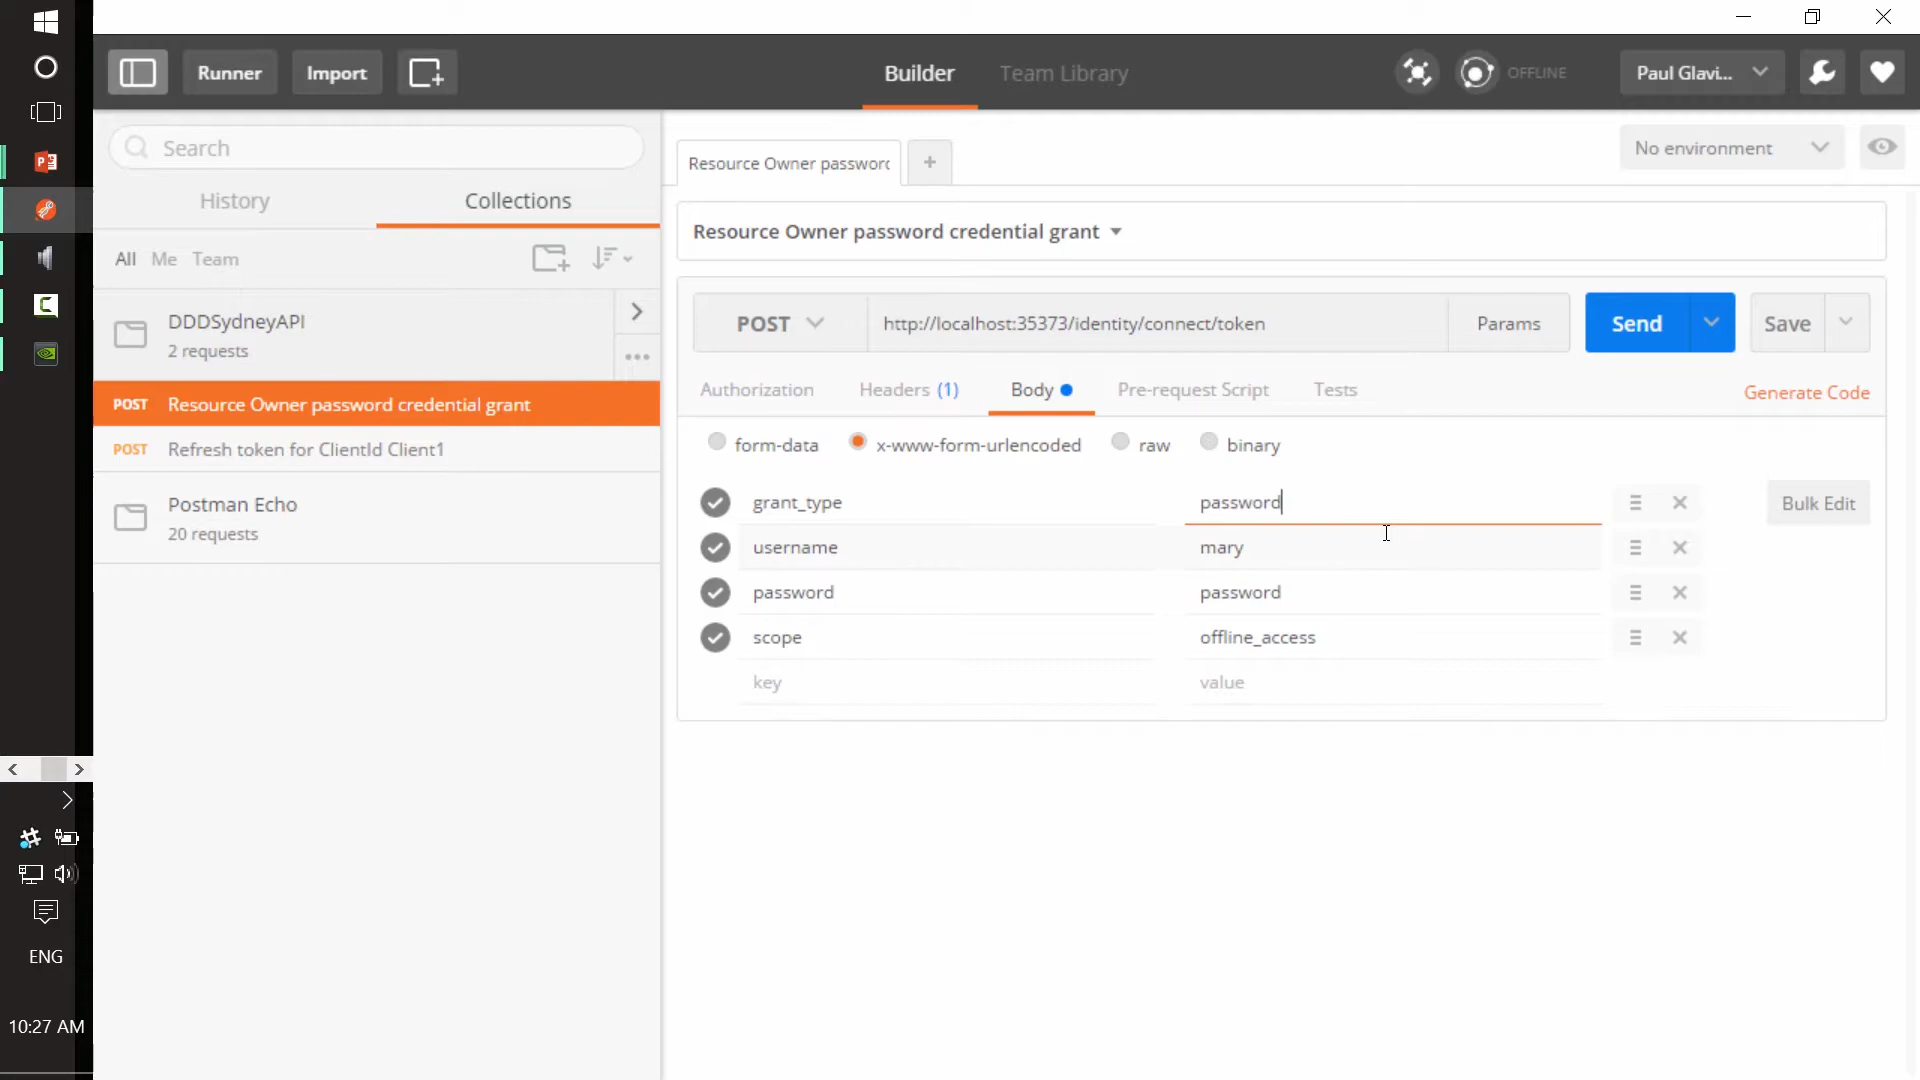 Runner
Import
Builder
Team Library
OFFLINE
Paul Glavi...
Search
History
Collections
All Me Team
DDDSydneyAPI
2 requests
POST Resource Owner password credential grant
POST Refresh token for ClientId Client1
Postman Echo
20 requests
Resource Owner password
+
No environment
Resource Owner password credential grant
POST
http://localhost:35373/identity/connect/token
Params
Send
Save
Authorization
Headers (1)
Body
Pre-request Script
Tests
Generate Code
form-data
x-www-form-urlencoded
raw
binary
grant_type password
Bulk Edit
username mary
password password
scope offline_access
key value
ENG
10:27 AM